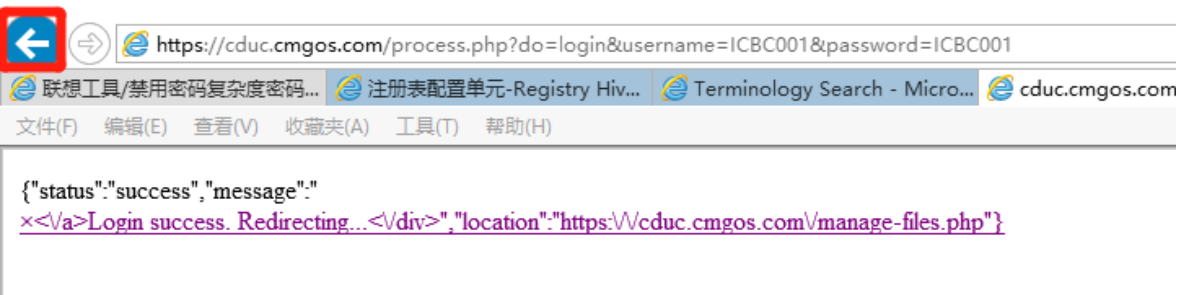 https://cduc.cmgos.com/process.php?do=login&username=ICBC001&password=ICBC001
联想工具/禁用密码复杂度密码... 注册表配置单元-Registry Hiv... Terminology Search - Micro... cduc.cmgos.com
文件(F) 编辑(E) 查看(V) 收藏夹(A) 工具(T) 帮助(H)
{"status":"success","message":"
×<\/a>Login success. Redirecting...<\/div>","location":"https:\/\/cduc.cmgos.com\/manage-files.php"}